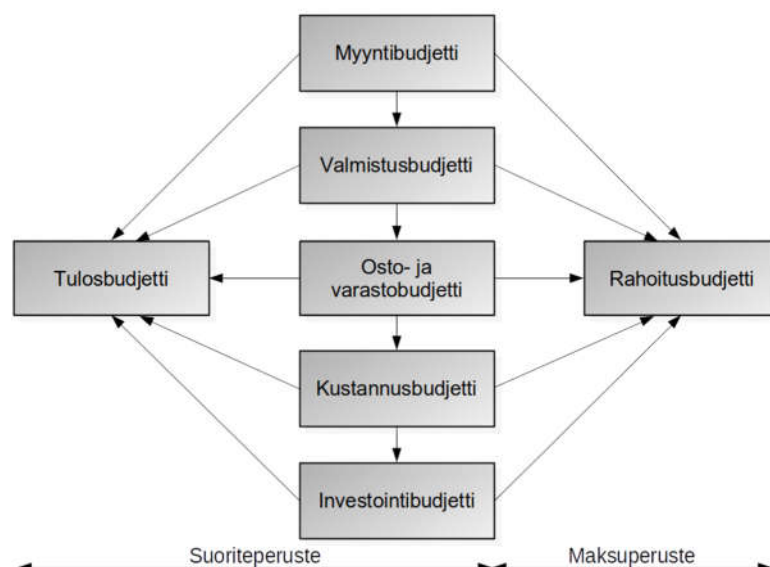 Myyntibudjetti
Valmistusbudjetti
Tulosbudjetti
Osto- ja
varastobudjetti
Rahoitusbudjetti
Kustannusbudjetti
Investointibudjetti
Suoriteperuste
Maksuperuste